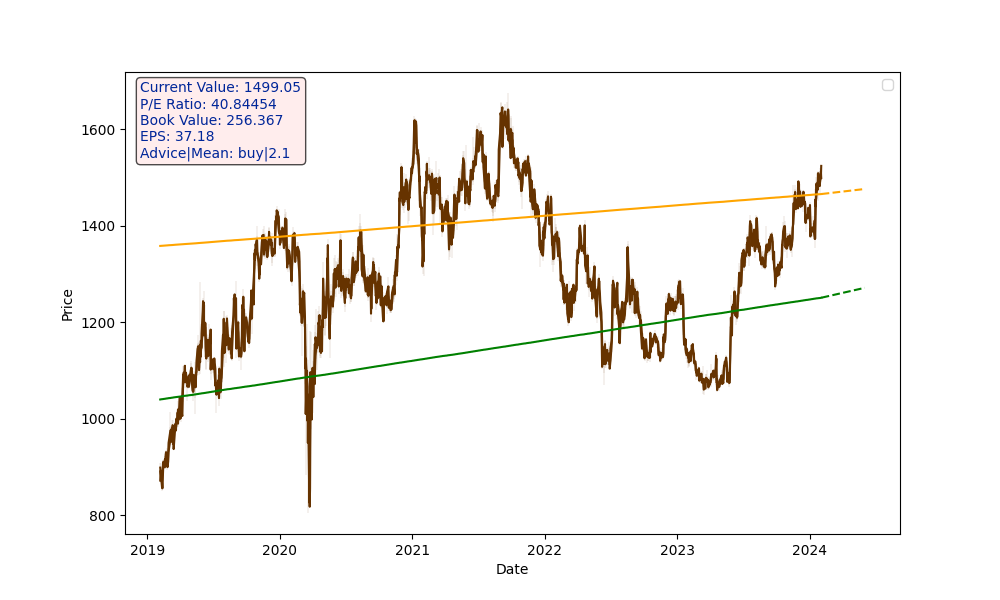 Current Value: 1499.05
P/E Ratio: 40.84454
Book Value: 256.367
EPS: 37.18
Advice|Mean: buy|2.1
1600
1400
1200
1000
800
Price
2019
2020
2021
2022
2023
2024
Date